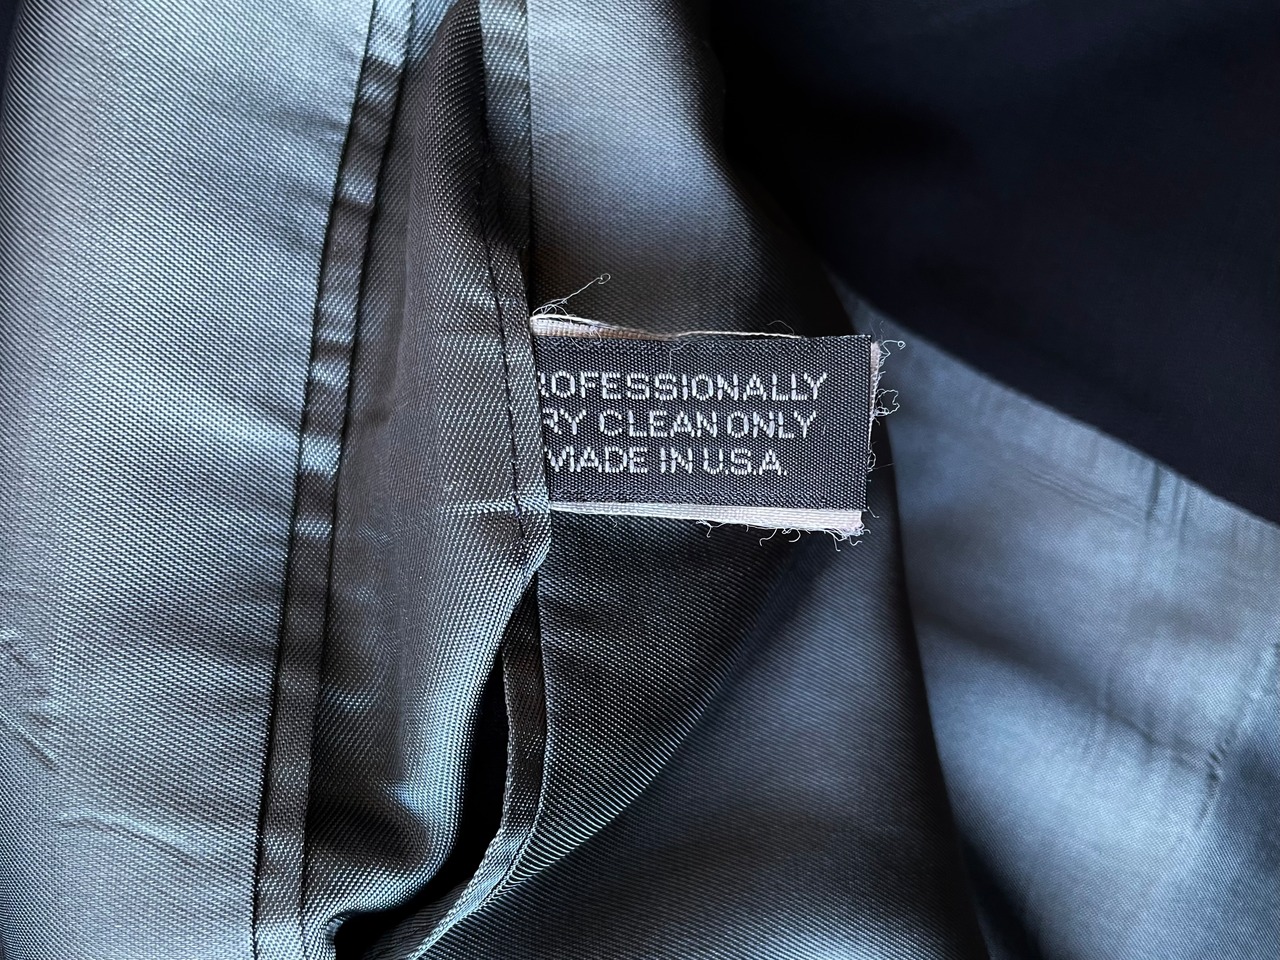 ROFESSIONALLY
RY CLEAN ONLY
MADE IN U.S.A.